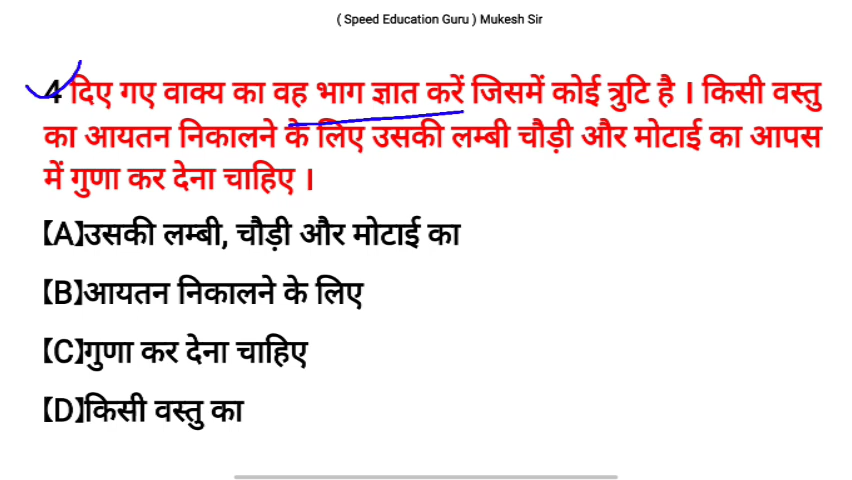 ( Speed Education Guru ) Mukesh Sir
4 दिए गए वाक्य का वह भाग ज्ञात करें जिसमें कोई त्रुटि है । किसी वस्तु
का आयतन निकालने के लिए उसकी लम्बी चौड़ी और मोटाई का आपस
में गुणा कर देना चाहिए ।
【A】उसकी लम्बी, चौड़ी और मोटाई का
【B】आयतन निकालने के लिए
【C】गुणा कर देना चाहिए
【D】किसी वस्तु का